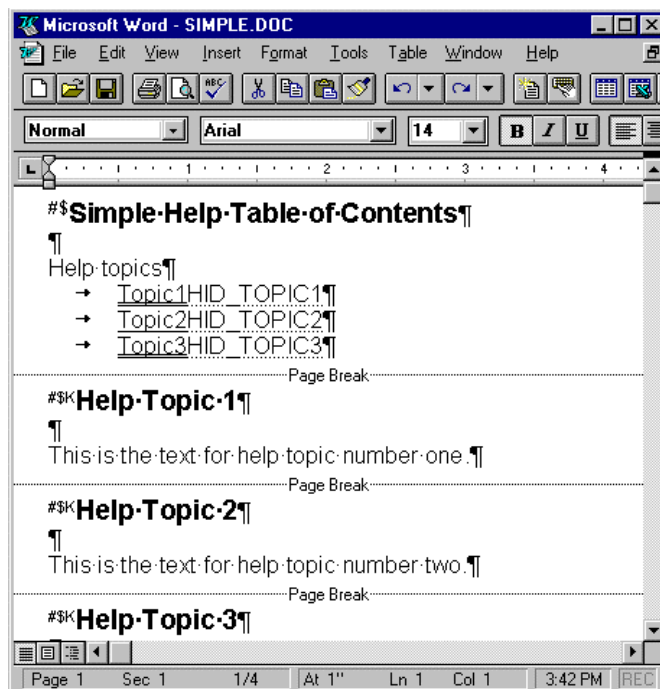 Microsoft Word - SIMPLE.DOC
File Edit View Insert Format Tools Table Window Help
ABC
Normal Arial 14 B I U
L 1 2 3 4
#$Simple·Help·Table·of·Contents¶
¶
Help·topics¶
→ Topic1HID_TOPIC1¶
→ Topic2HID_TOPIC2¶
→ Topic3HID_TOPIC3¶
Page Break
#$KHelp·Topic·1¶
¶
This·is·the·text·for·help·topic·number·one.¶
Page Break
#$KHelp·Topic·2¶
¶
This·is·the·text·for·help·topic·number·two.¶
Page Break
#$KHelp·Topic·3¶
Page 1 Sec 1 1/4 At 1" Ln 1 Col 1 3:42 PM REC